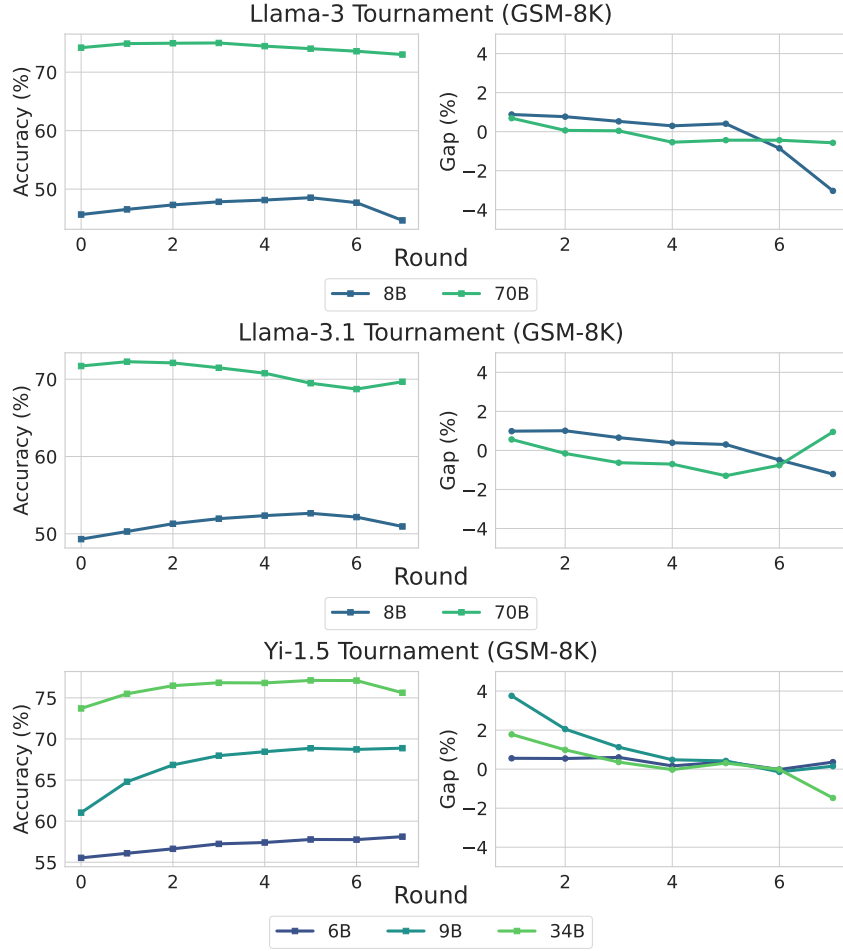 Llama-3 Tournament (GSM-8K)
Accuracy (%)
70
60
50
0 2 4 6
Gap (%)
4
2
0
−2
−4
2 4 6
Round
8B 70B
Llama-3.1 Tournament (GSM-8K)
Accuracy (%)
70
60
50
0 2 4 6
Gap (%)
4
2
0
−2
−4
2 4 6
Round
8B 70B
Yi-1.5 Tournament (GSM-8K)
Accuracy (%)
75
70
65
60
55
0 2 4 6
Gap (%)
4
2
0
−2
−4
2 4 6
Round
6B 9B 34B